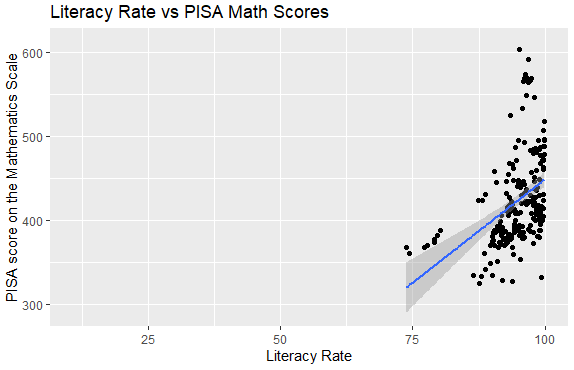 Literacy Rate vs PISA Math Scores
PISA score on the Mathematics Scale
600
500
400
300
25
50
75
100
Literacy Rate